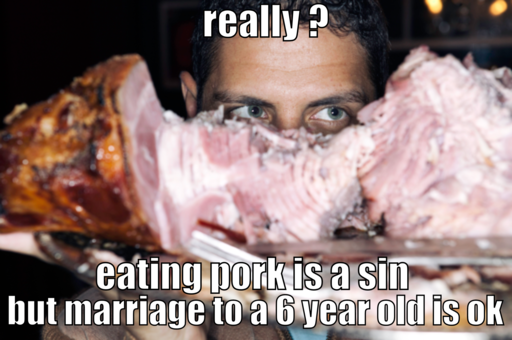 really ?
eating pork is a sin
but marriage to a 6 year old is ok